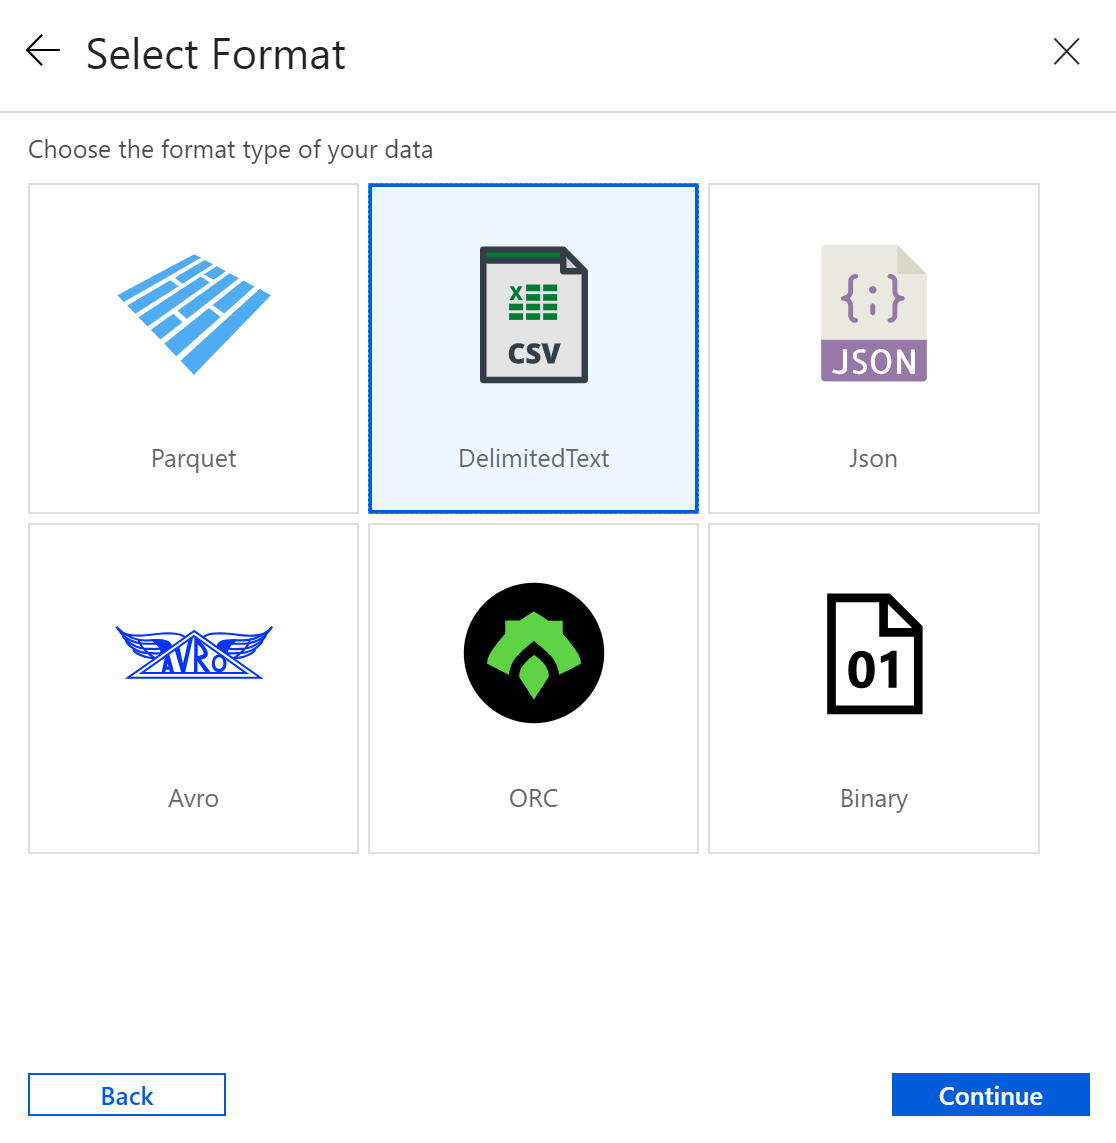 Select Format
Choose the format type of your data
X
CSV
{;}
JSON
Parquet
DelimitedText
Json
AVRO
01
Avro
ORC
Binary
Back
Continue